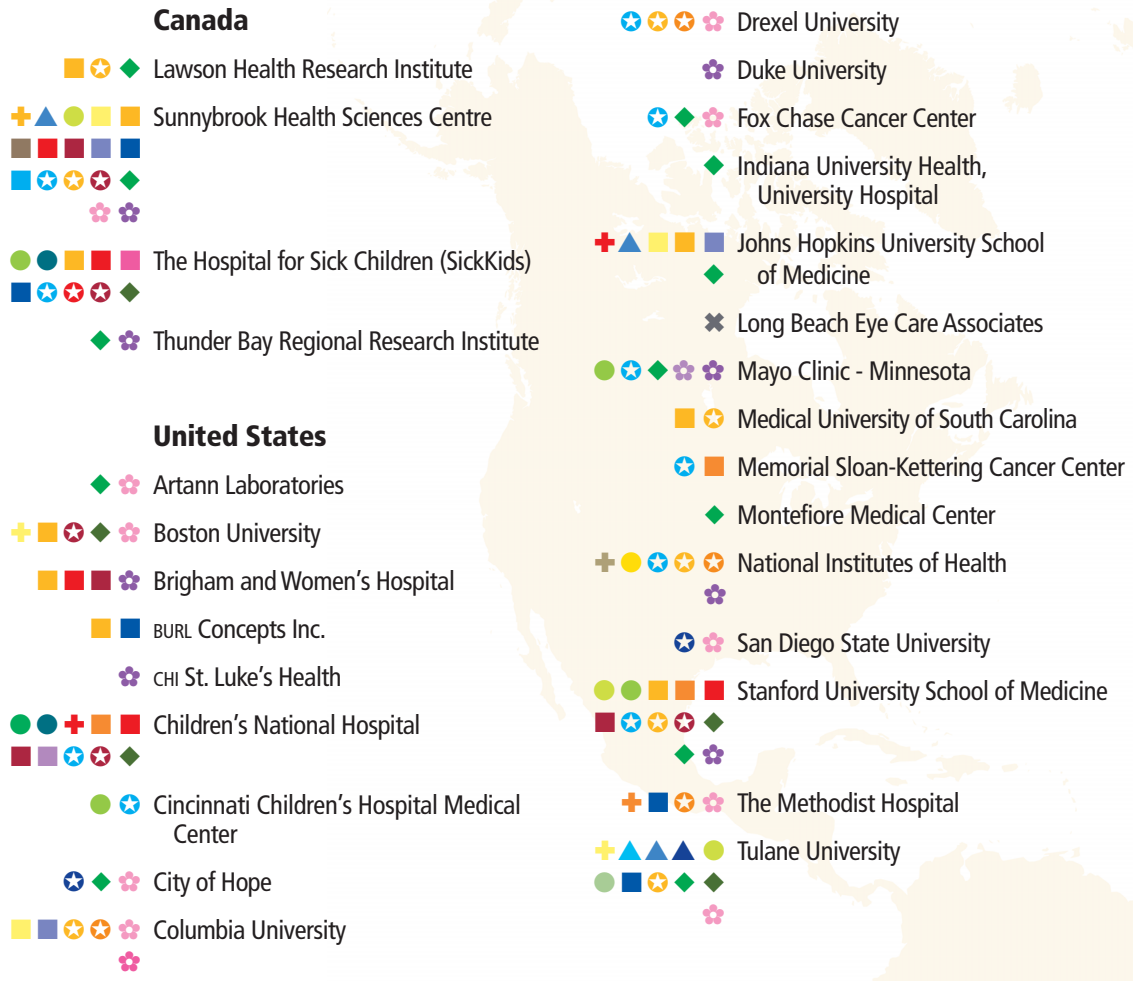 Canada
Lawson Health Research Institute
Sunnybrook Health Sciences Centre
The Hospital for Sick Children (SickKids)
Thunder Bay Regional Research Institute
United States
Artann Laboratories
Boston University
Brigham and Women’s Hospital
BURL Concepts Inc.
CHI St. Luke’s Health
Children’s National Hospital
Cincinnati Children’s Hospital Medical
Center
City of Hope
Columbia University
Drexel University
Duke University
Fox Chase Cancer Center
Indiana University Health,
University Hospital
Johns Hopkins University School
of Medicine
Long Beach Eye Care Associates
Mayo Clinic - Minnesota
Medical University of South Carolina
Memorial Sloan-Kettering Cancer Center
Montefiore Medical Center
National Institutes of Health
San Diego State University
Stanford University School of Medicine
The Methodist Hospital
Tulane University